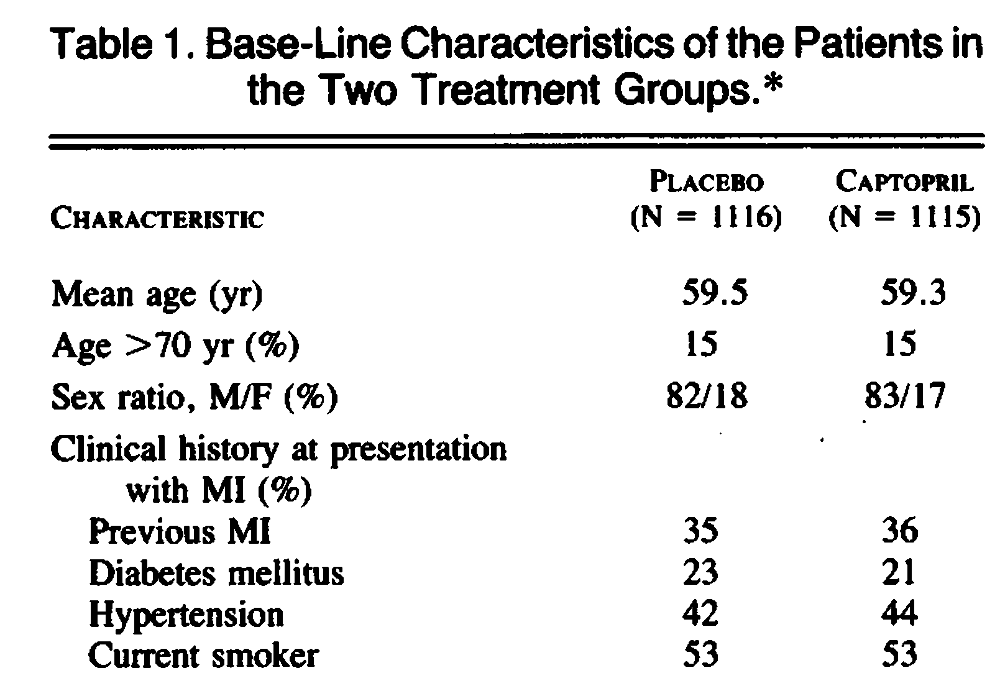 Table 1. Base-Line Characteristics of the Patients in
the Two Treatment Groups.*
CHARACTERISTIC PLACEBO (N = 1116) CAPTOPRIL (N = 1115)
Mean age (yr) 59.5 59.3
Age >70 yr (%) 15 15
Sex ratio, M/F (%) 82/18 83/17
Clinical history at presentation
with MI (%)
Previous MI 35 36
Diabetes mellitus 23 21
Hypertension 42 44
Current smoker 53 53